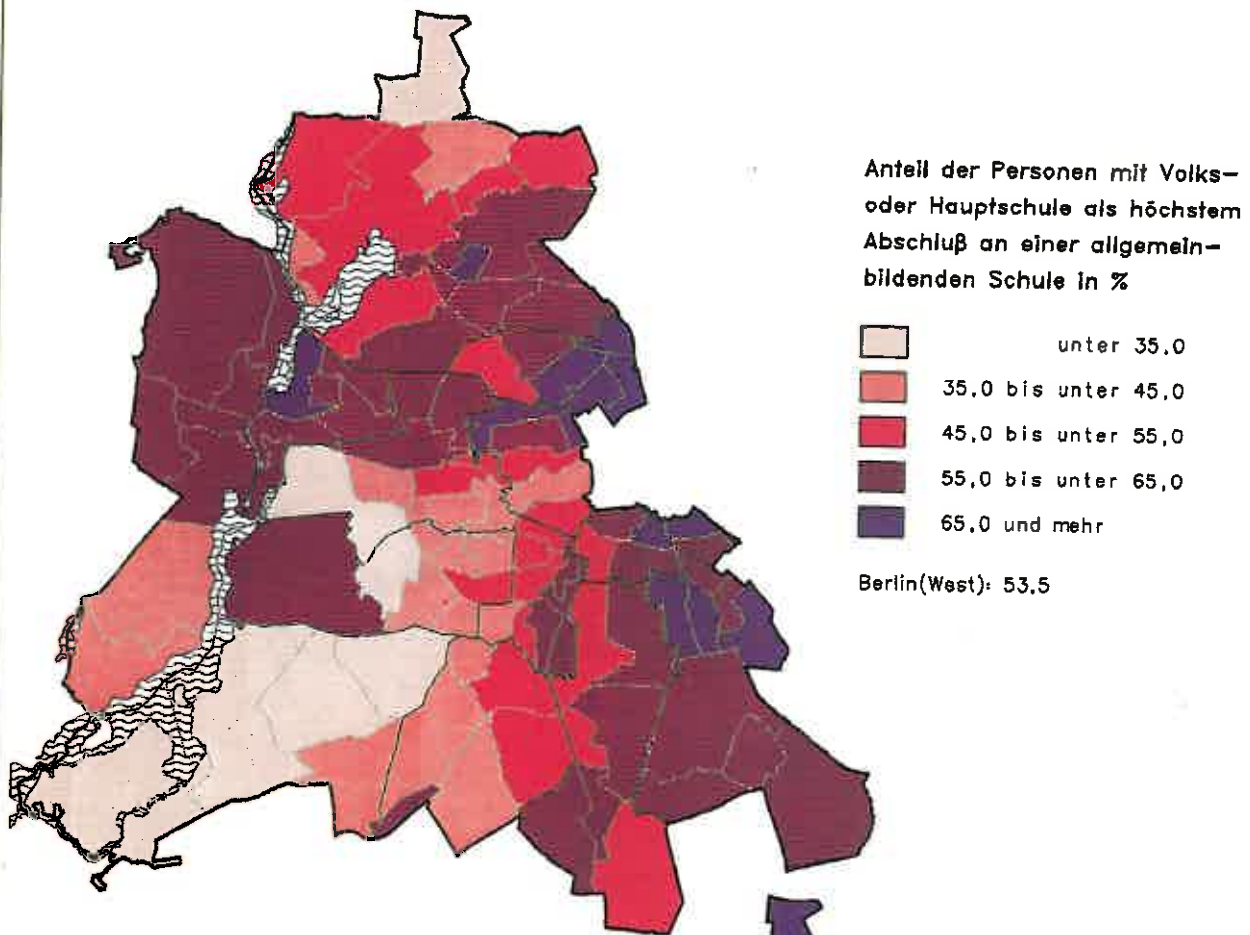 Anteil der Personen mit Volks-
oder Hauptschule als höchstem
Abschluß an einer allgemein-
bildenden Schule in %
unter 35.0
35.0 bis unter 45.0
45.0 bis unter 55.0
55.0 bis unter 65.0
65.0 und mehr
Berlin(West): 53.5